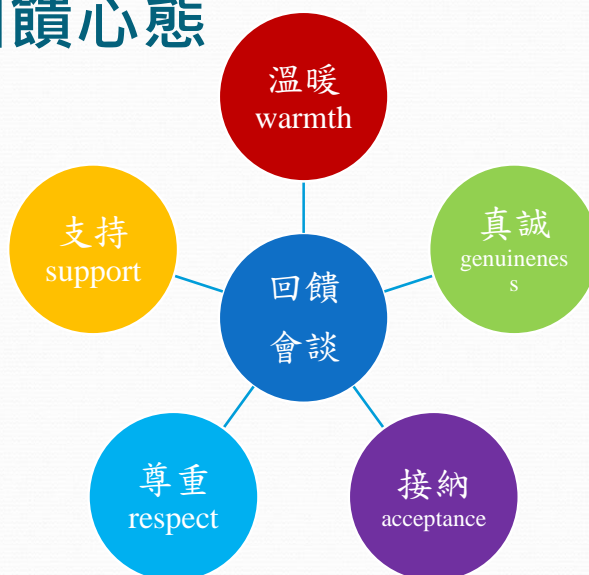 饋心態
溫暖
warmth
支持
support
真誠
genuinenes
s
回饋
會談
尊重
respect
接納
acceptance